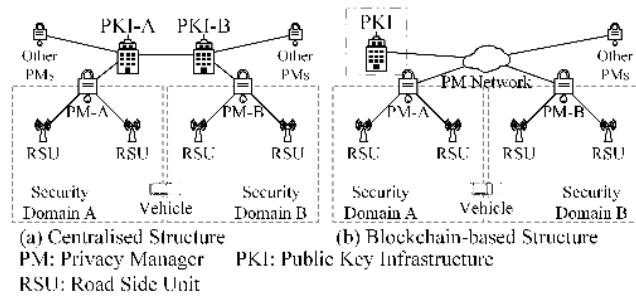 PKI-A PKI-B
Other PMs
Other PMs
PM-A
PM-B
RSU RSU RSU RSU
Security Domain A
Vehicle
Security Domain B
(a) Centralised Structure
PKI
PM Network
Other PMs
PM-A
PM-B
RSU RSU RSU RSU
Security Domain A
Vehicle
Security Domain B
(b) Blockchain-based Structure
PM: Privacy Manager PKI: Public Key Infrastructure
RSU: Road Side Unit